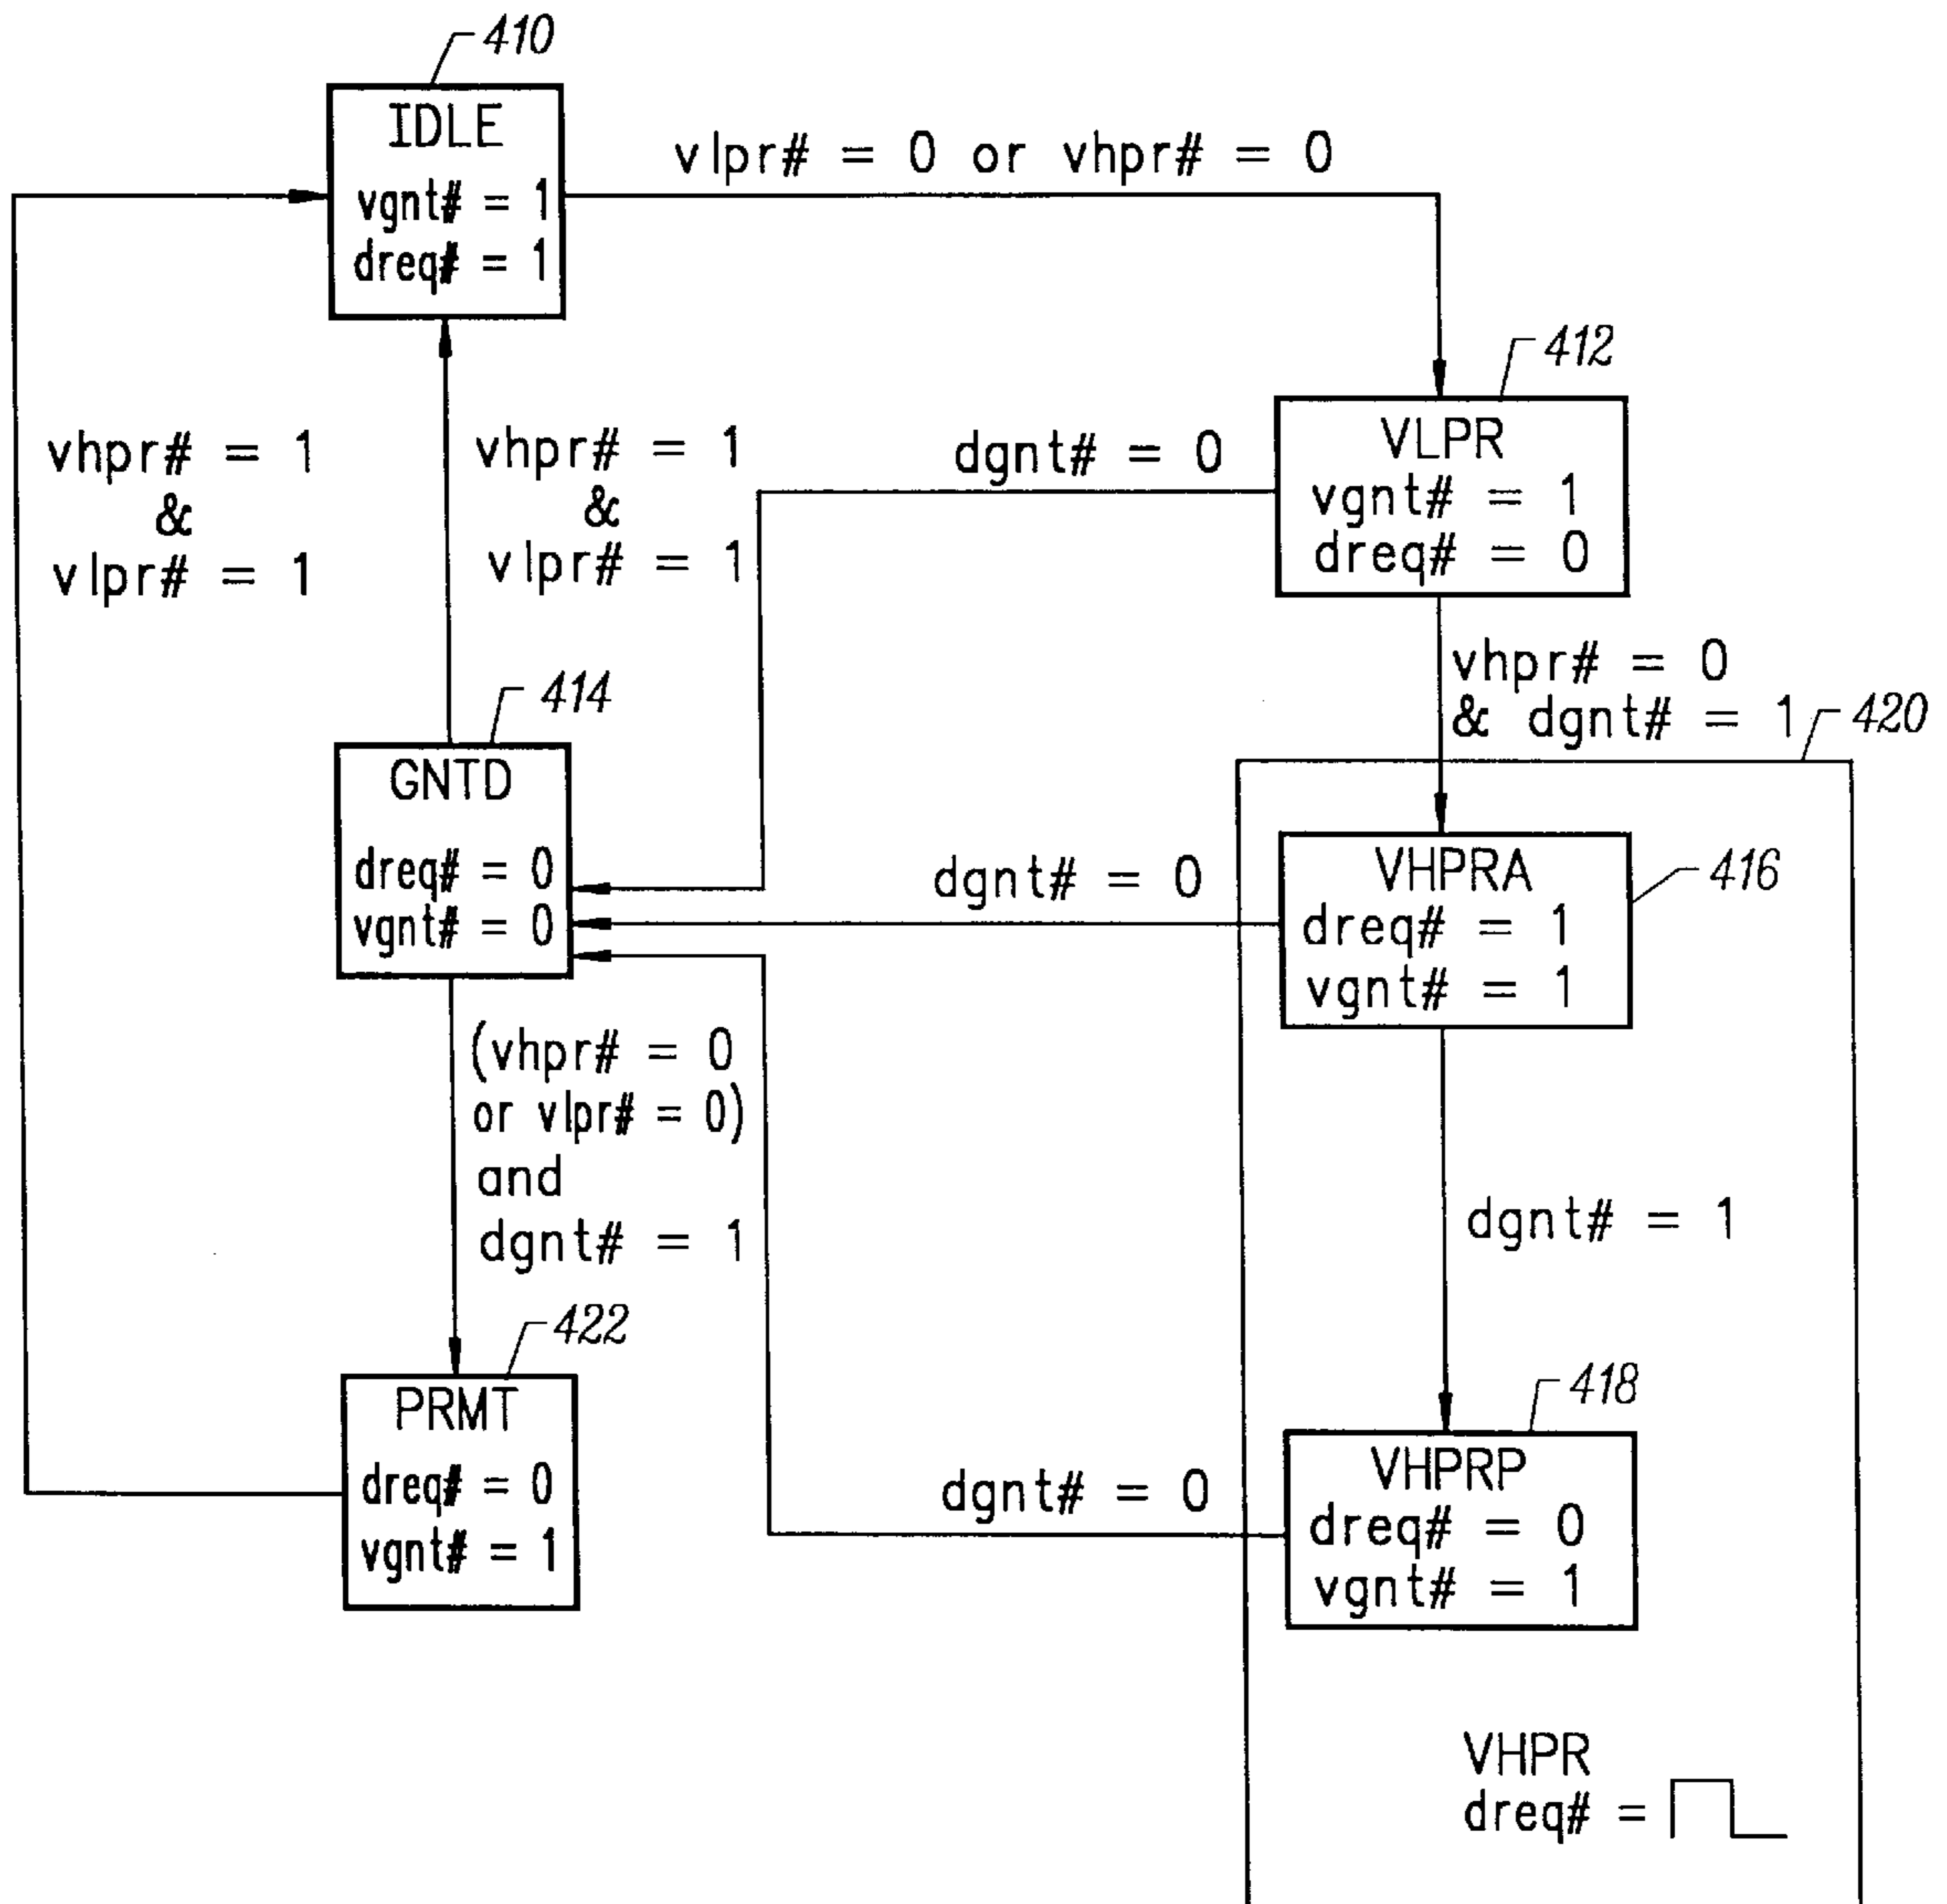 410
IDLE
vgnt# = 1
dreq# = 1
vlpr# = 0 or vhpr# = 0
412
VLPR
vgnt# = 1
dreq# = 0
dgnt# = 0
vhpr# = 1
&
vlpr# = 1
vhpr# = 1
&
vlpr# = 1
vhpr# = 0
& dgnt# = 1
420
414
GNTD
dreq# = 0
vgnt# = 0
dgnt# = 0
416
VHPRA
dreq# = 1
vgnt# = 1
(vhpr# = 0
or vlpr# = 0)
and
dgnt# = 1
dgnt# = 1
422
PRMT
dreq# = 0
vgnt# = 1
dgnt# = 0
418
VHPRP
dreq# = 0
vgnt# = 1
VHPR
dreq# =